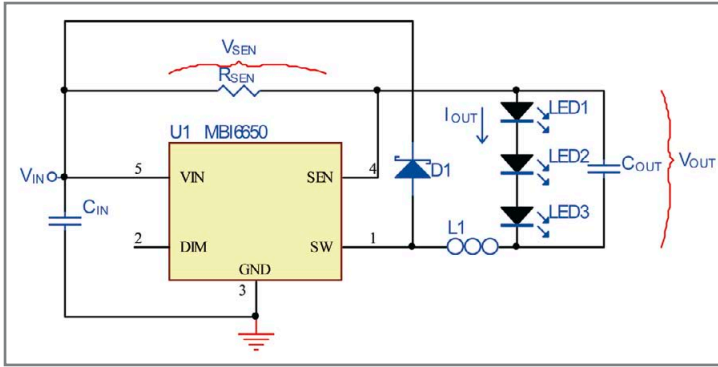 VSEN
RSEN
U1 MBI6650
IOUT
LED1
VIN
5
VIN
SEN
4
D1
LED2
COUT
VOUT
CIN
LED3
2
DIM
SW
1
L1
GND
3